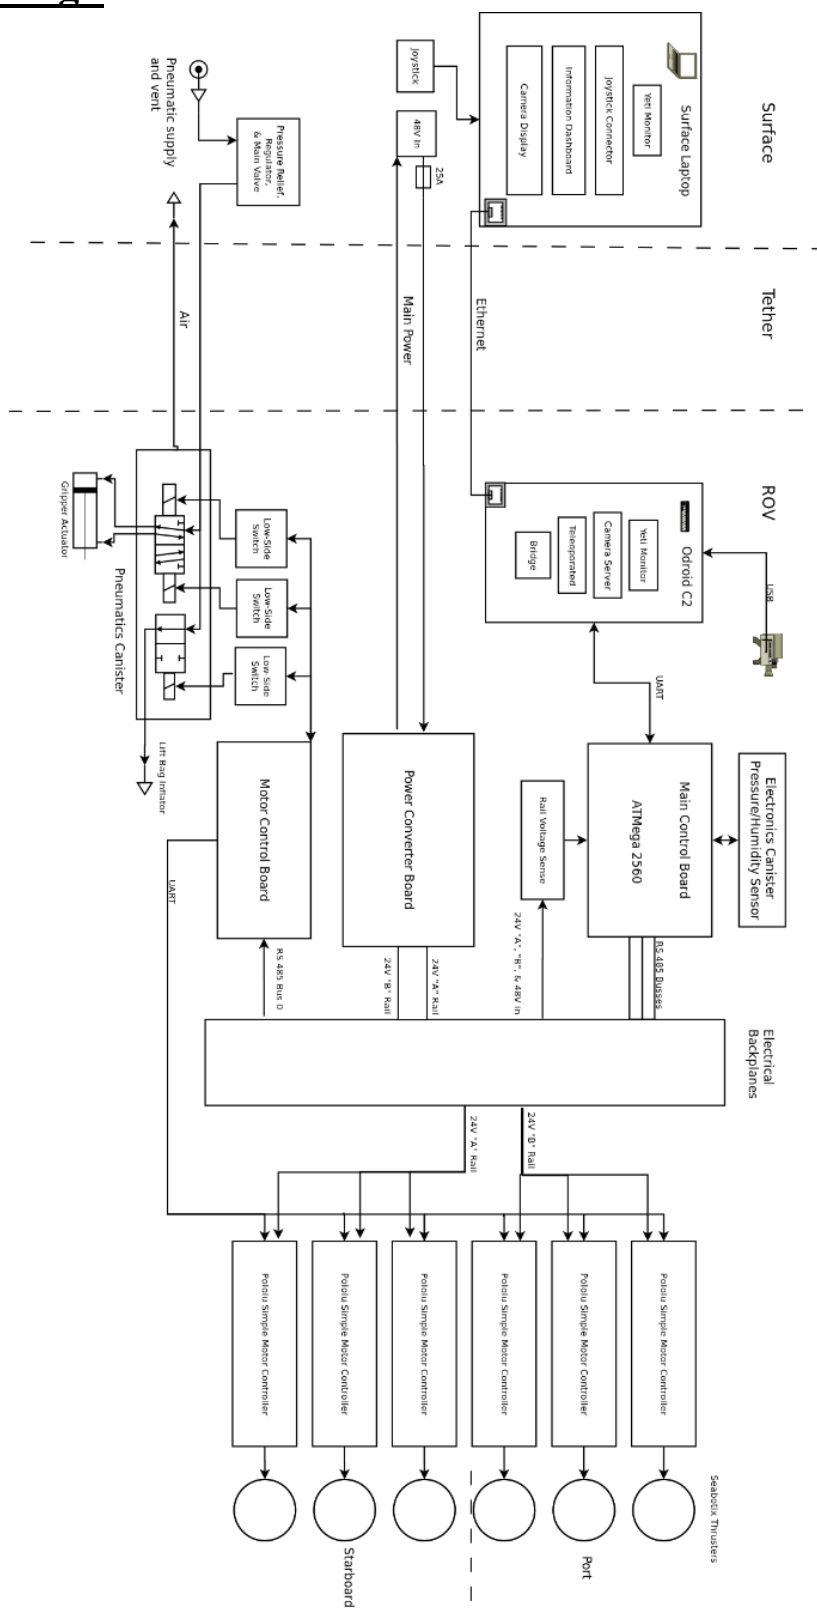 Surface
Tether
ROV
Surface Laptop
Yeti Monitor
Joystick Connector
Information Dashboard
Camera Display
Joystick
48V In
25A
Pressure Relief,
Regulator,
& Main Valve
Pneumatic supply
and vent
Ethernet
Main Power
Air
USB
Odroid C2
Yeti Monitor
Camera Server
Teleoporated
Bridge
UART
Low-Side
Switch
Low-Side
Switch
Low-Side
Switch
Gripper Actuator
Pneumatics Canister
Lift Bag Inflator
Electronics Canister
Pressure/Humidity Sensor
Main Control Board
ATMega 2560
Rail Voltage Sense
Power Converter Board
Motor Control Board
UART
RS 485 Busses
24V "A", "B", & 48V in
24V "A" Rail
24V "B" Rail
RS 485 Bus D
Electrical
Backplanes
24V "B" Rail
24V "A" Rail
Pololu Simple Motor Controller
Pololu Simple Motor Controller
Pololu Simple Motor Controller
Pololu Simple Motor Controller
Pololu Simple Motor Controller
Pololu Simple Motor Controller
Seabotix Thrusters
Port
Starboard